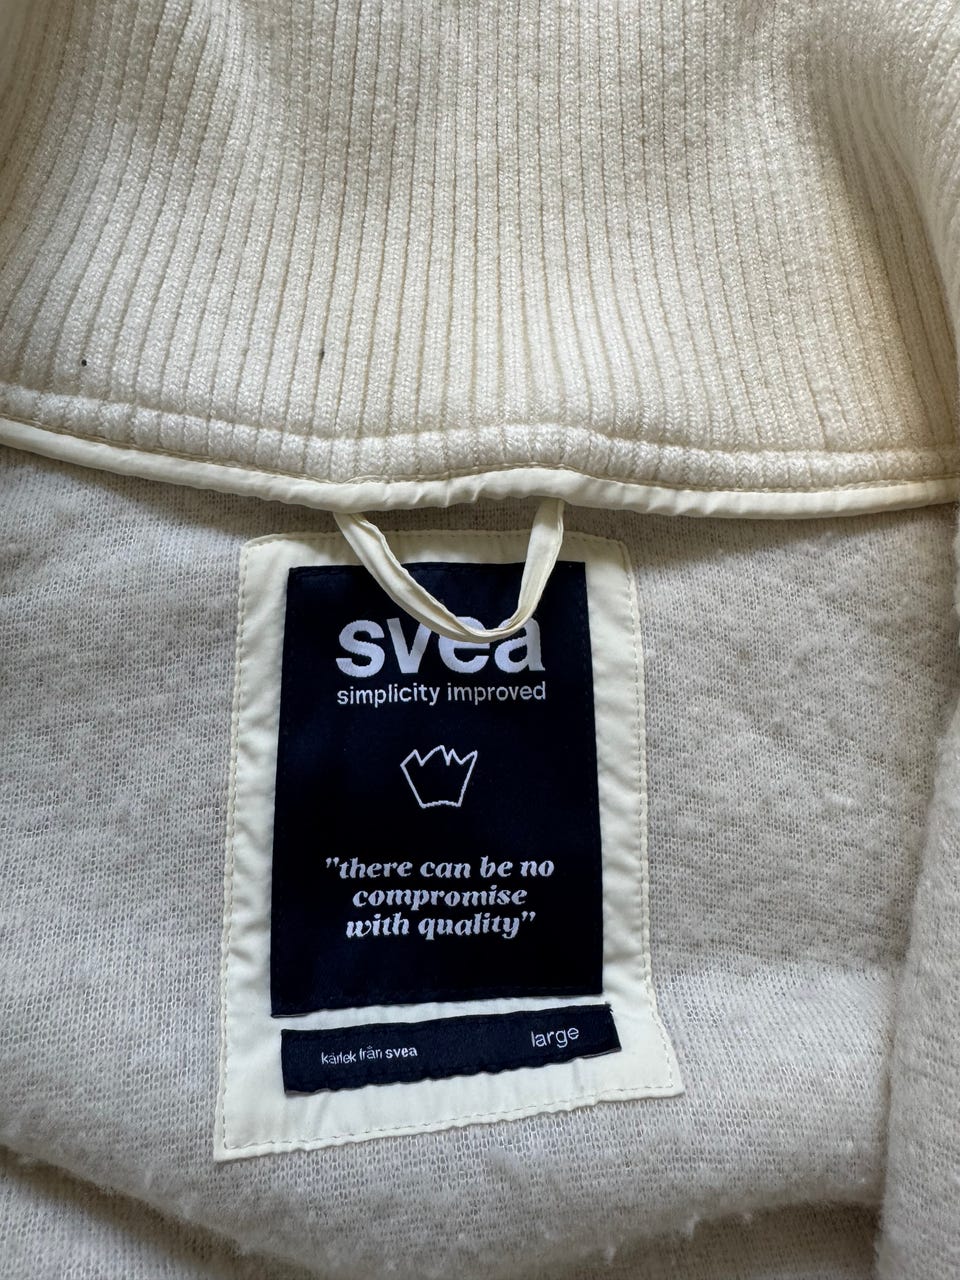 svea
simplicity improved
"there can be no
compromise
with quality"
kärlek från svea
large